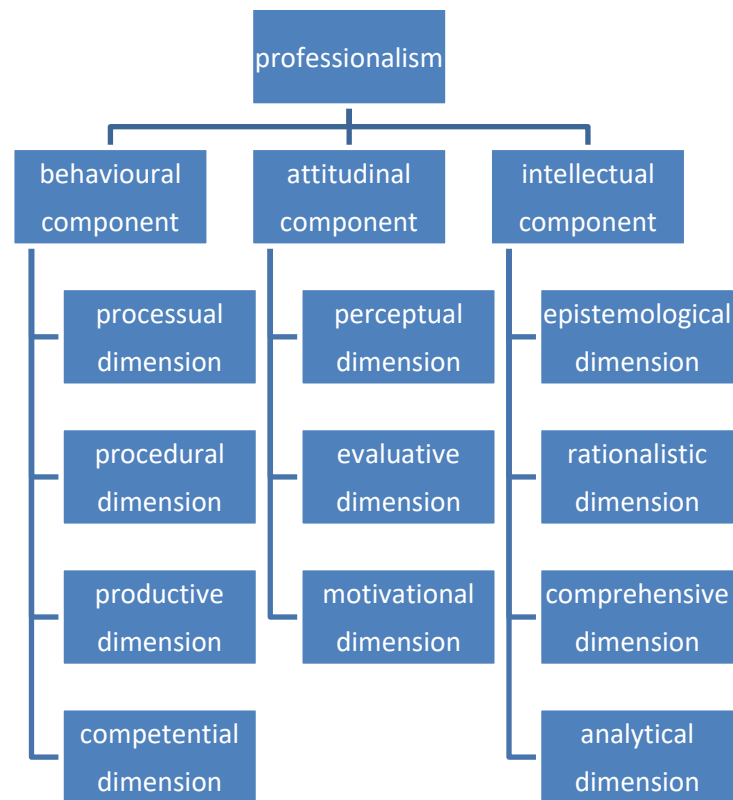 professionalism
behavioural
component
attitudinal
component
intellectual
component
processual
dimension
perceptual
dimension
epistemological
dimension
procedural
dimension
evaluative
dimension
rationalistic
dimension
productive
dimension
motivational
dimension
comprehensive
dimension
competential
dimension
analytical
dimension